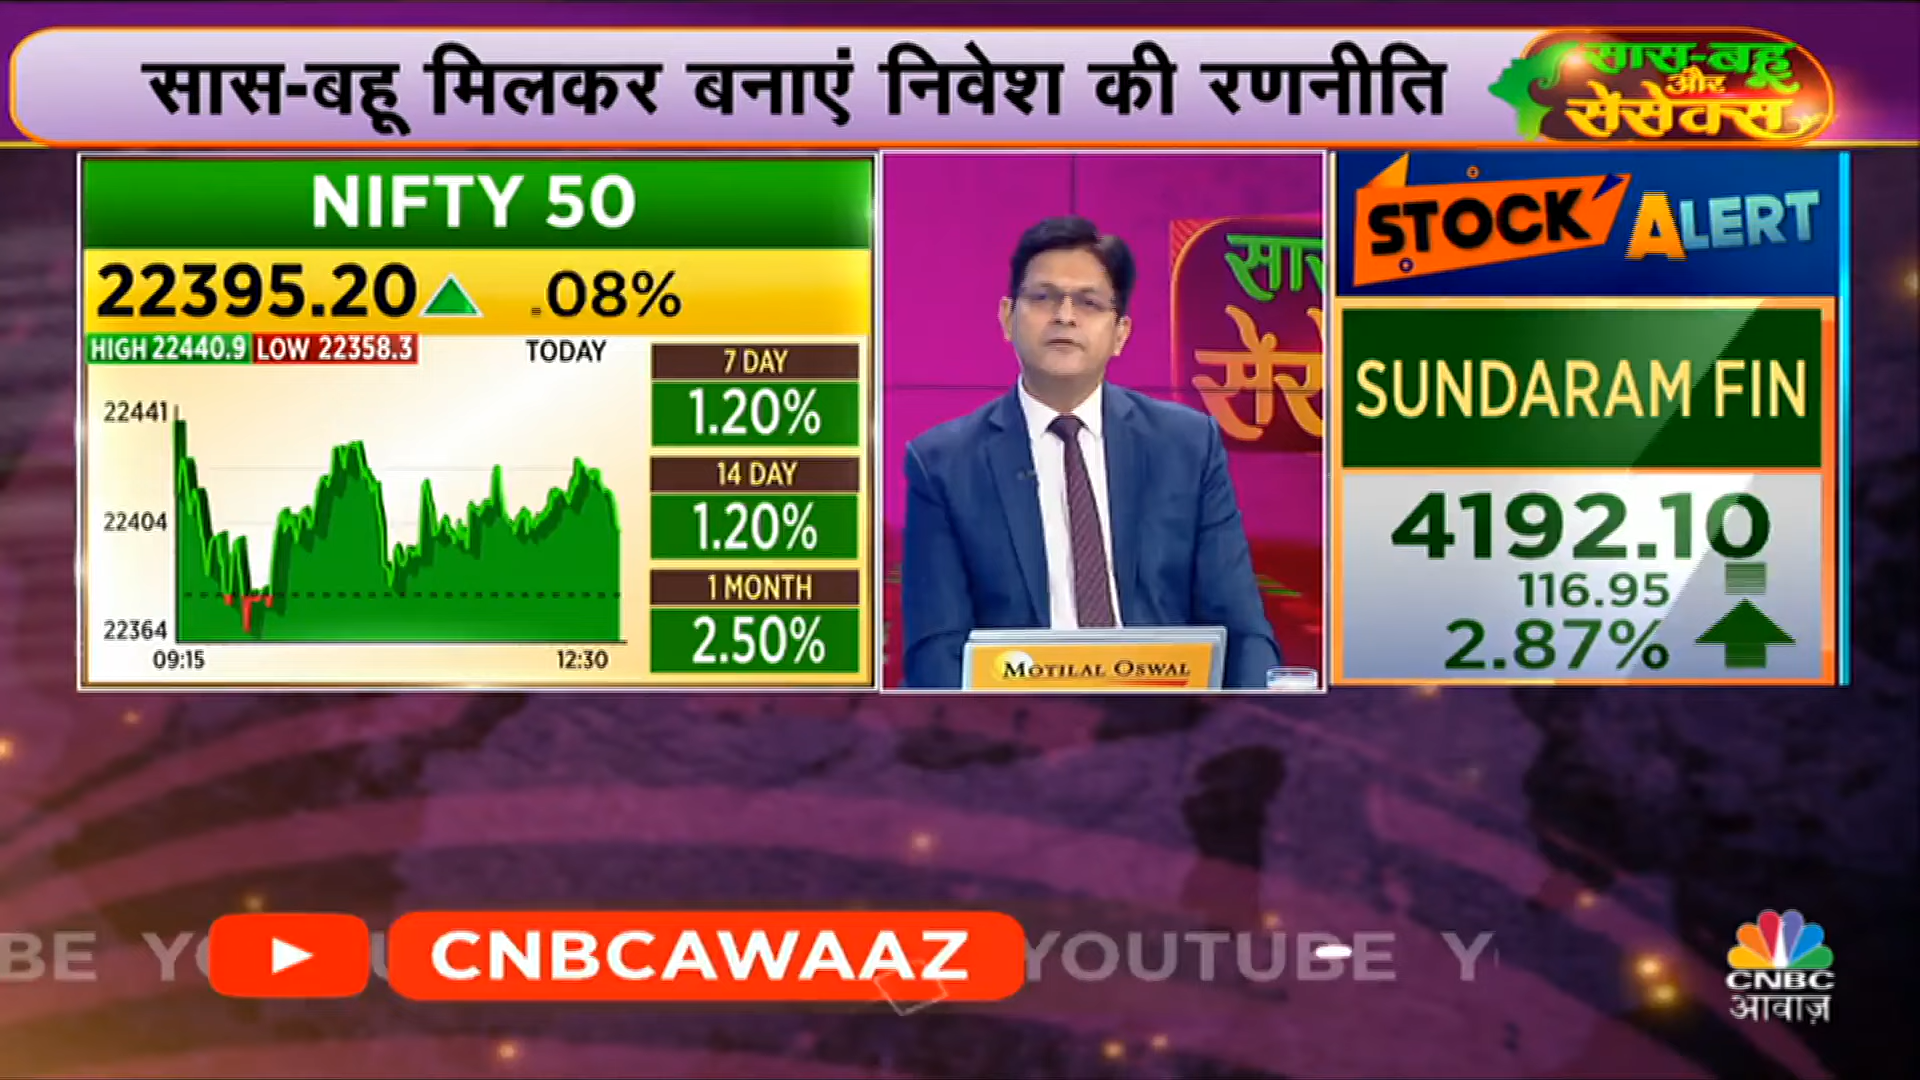 सास-बहू मिलकर बनाएं निवेश की रणनीति
सास-बहू
और
सेंसेक्स
NIFTY 50
22395.20 .08%
HIGH 22440.9 LOW 22358.3
TODAY
22441
22404
22364
09:15
12:30
7 DAY
1.20%
14 DAY
1.20%
1 MONTH
2.50%
MOTILAL OSWAL
STOCK ALERT
SUNDARAM FIN
4192.10
116.95
2.87%
CNBCAWAAZ
YOUTUBE
CNBC
आवाज़